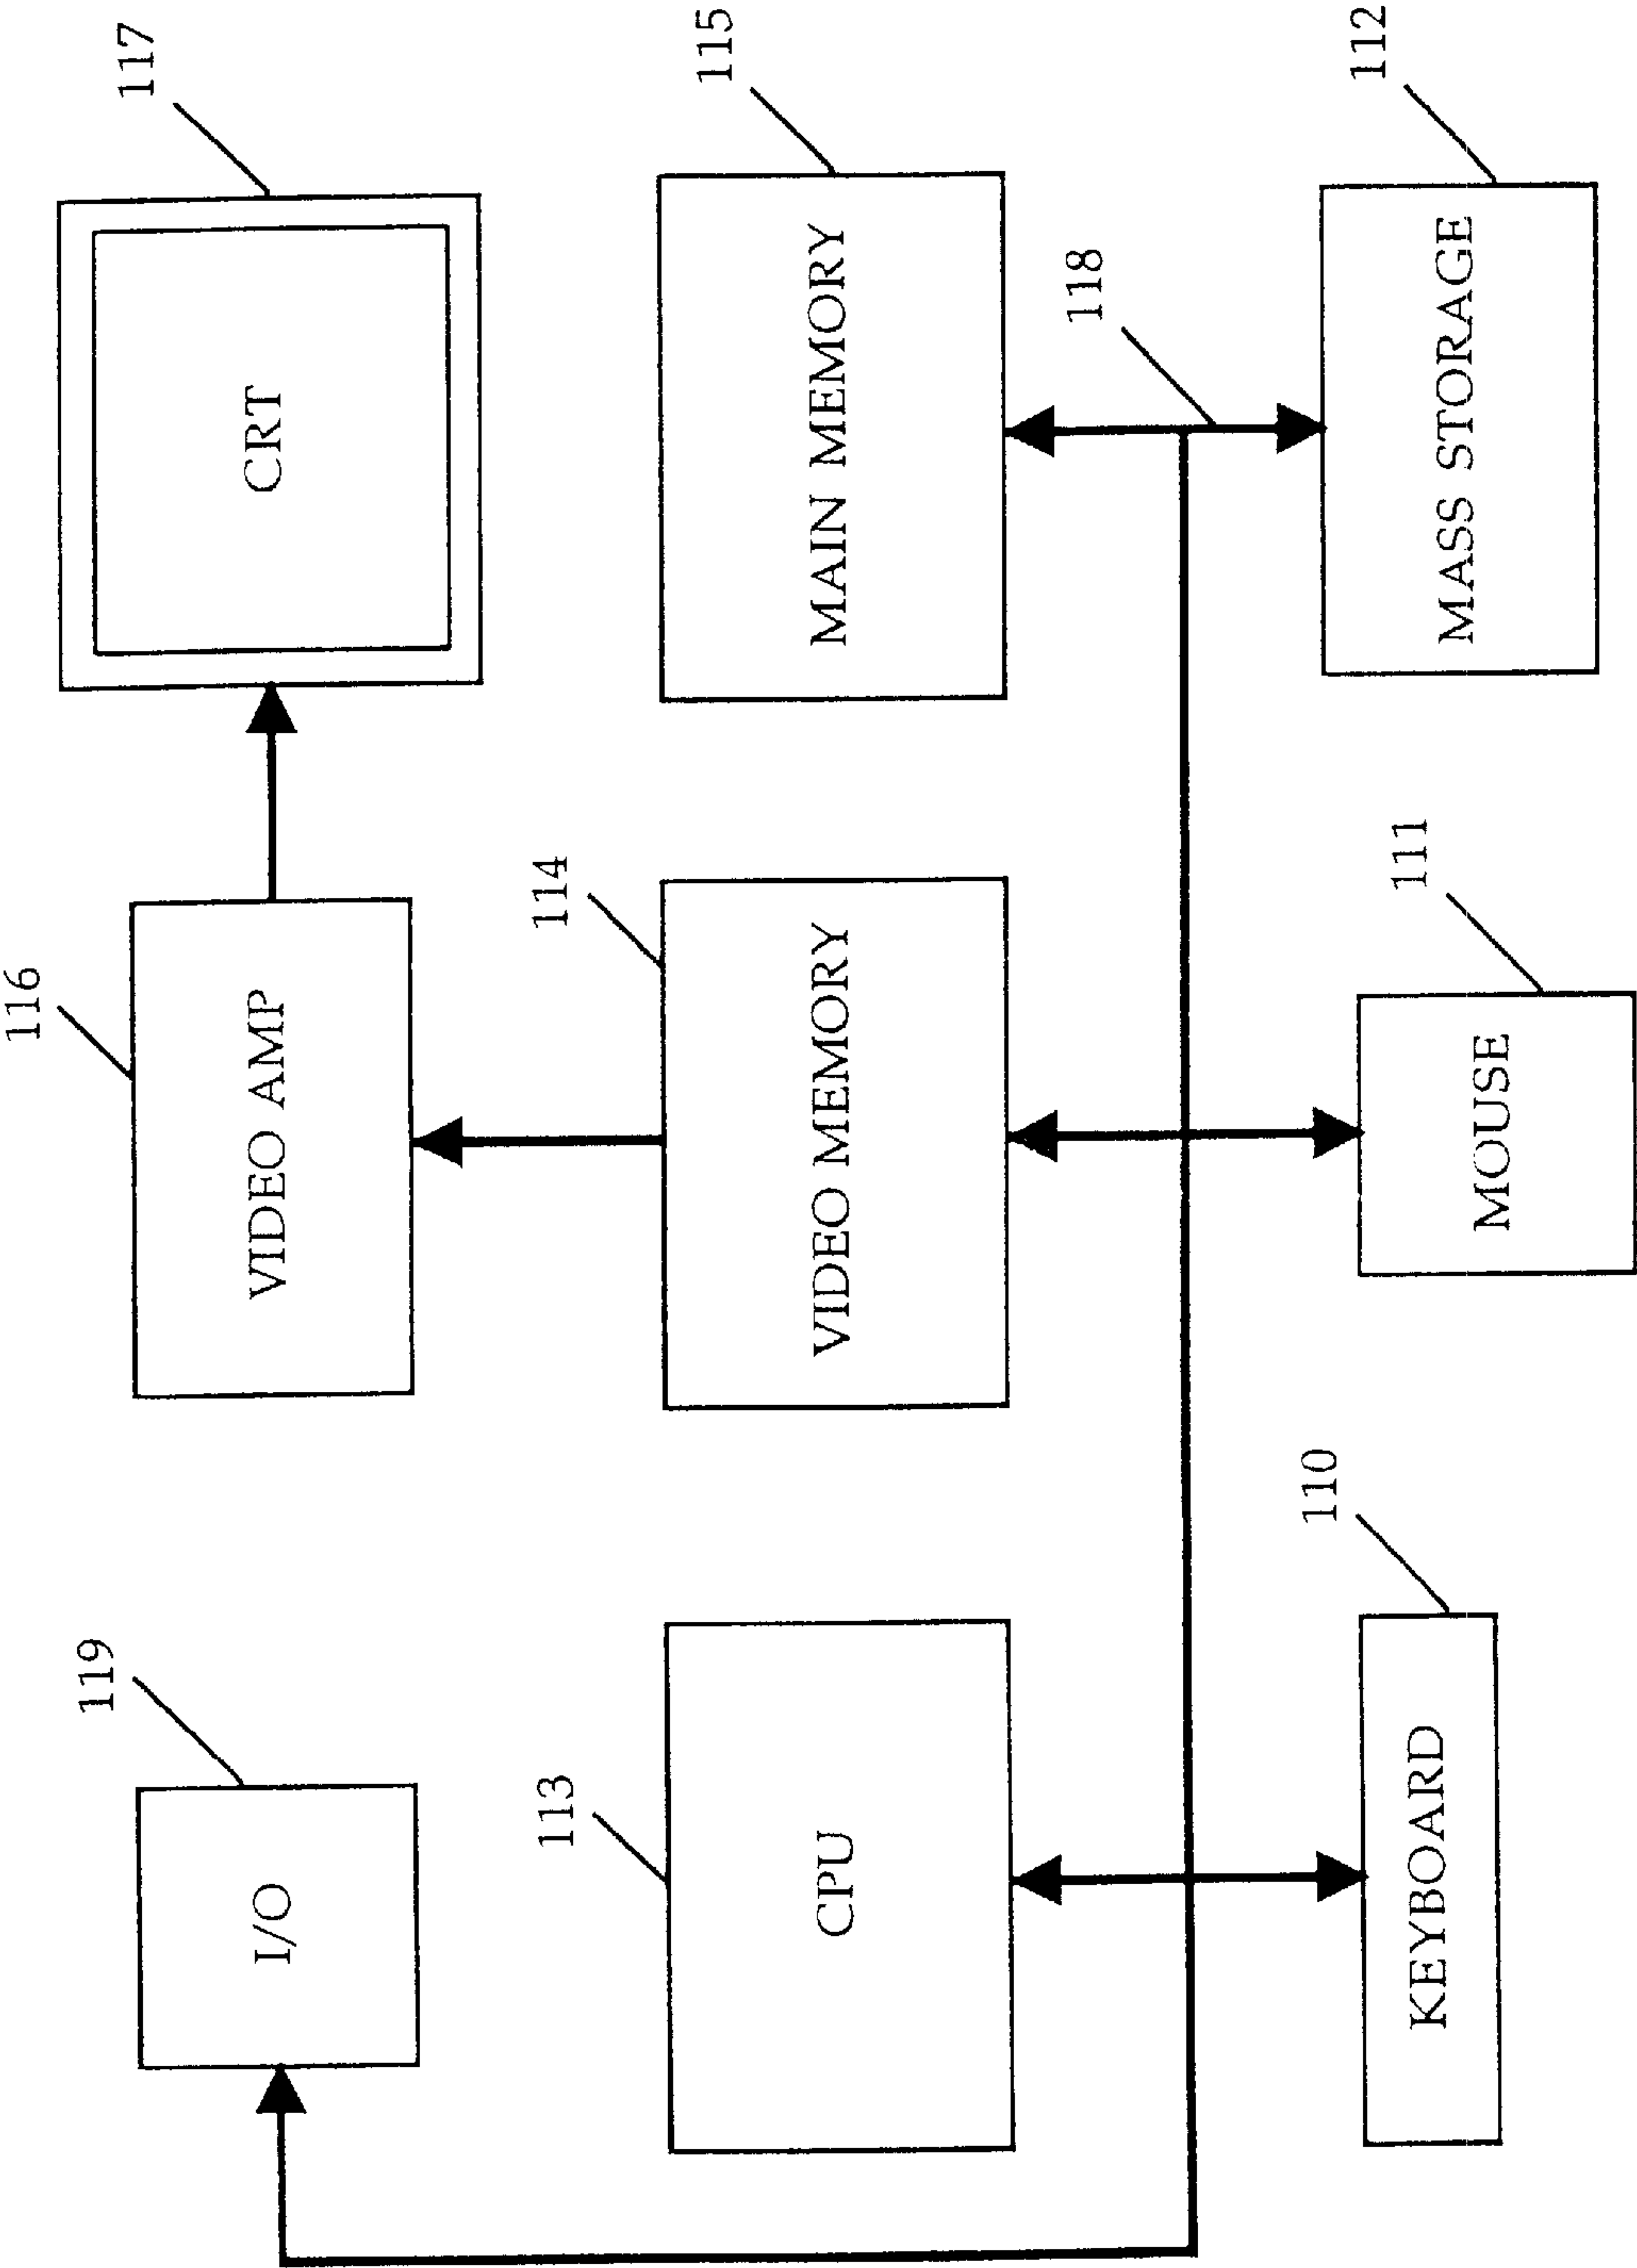 119
I/O
116
VIDEO AMP
117
CRT
113
CPU
114
VIDEO MEMORY
115
MAIN MEMORY
118
110
KEYBOARD
111
MOUSE
112
MASS STORAGE